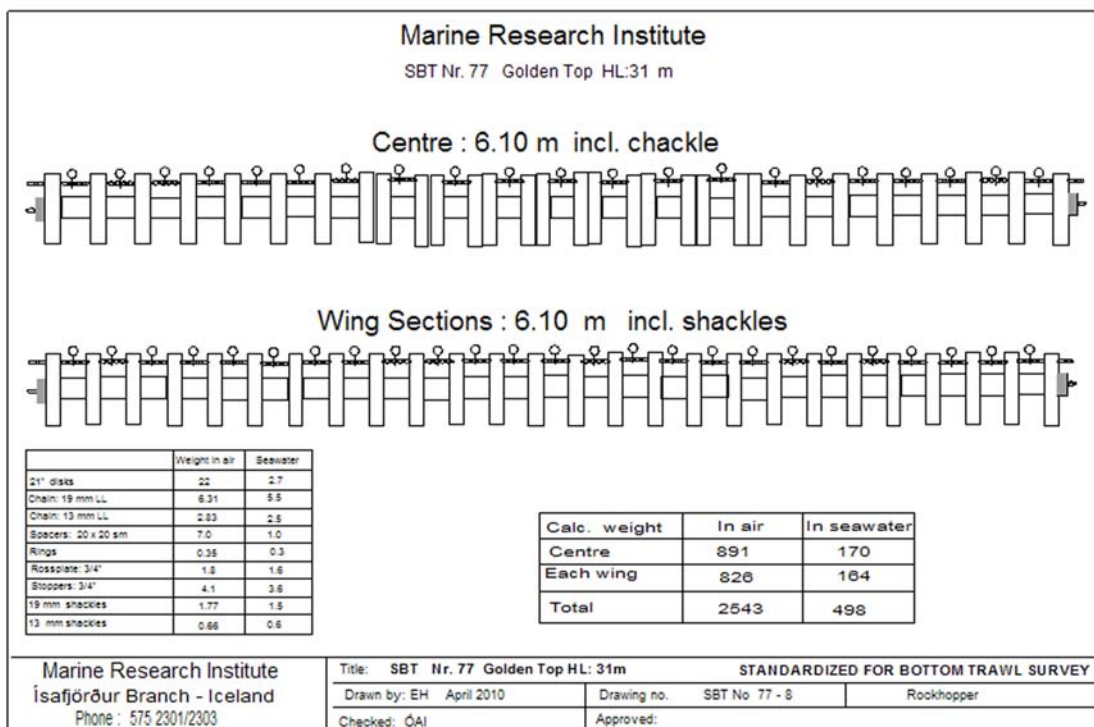 Marine Research Institute
SBT Nr. 77 Golden Top HL:31 m
Centre : 6.10 m incl. chackle
Wing Sections : 6.10 m incl. shackles
Weight in air Seawater
21" disks 22 2.7
Chain: 19 mm LL 6.31 5.5
Chain: 13 mm LL 2.83 2.5
Spacers: 20 x 20 sm 7.0 1.0
Rings 0.35 0.3
Rossplate: 3/4" 1.8 1.6
Stoppers: 3/4" 4.1 3.6
19 mm shackles 1.77 1.5
13 mm shackles 0.66 0.6
Calc. weight In air In seawater
Centre 891 170
Each wing 826 164
Total 2543 498
Marine Research Institute
Ísafjörður Branch - Iceland
Phone : 575 2301/2303
Title: SBT Nr. 77 Golden Top HL: 31m STANDARDIZED FOR BOTTOM TRAWL SURVEY
Drawn by: EH April 2010 Drawing no. SBT No 77 - 8 Rockhopper
Checked: ÓAI Approved: